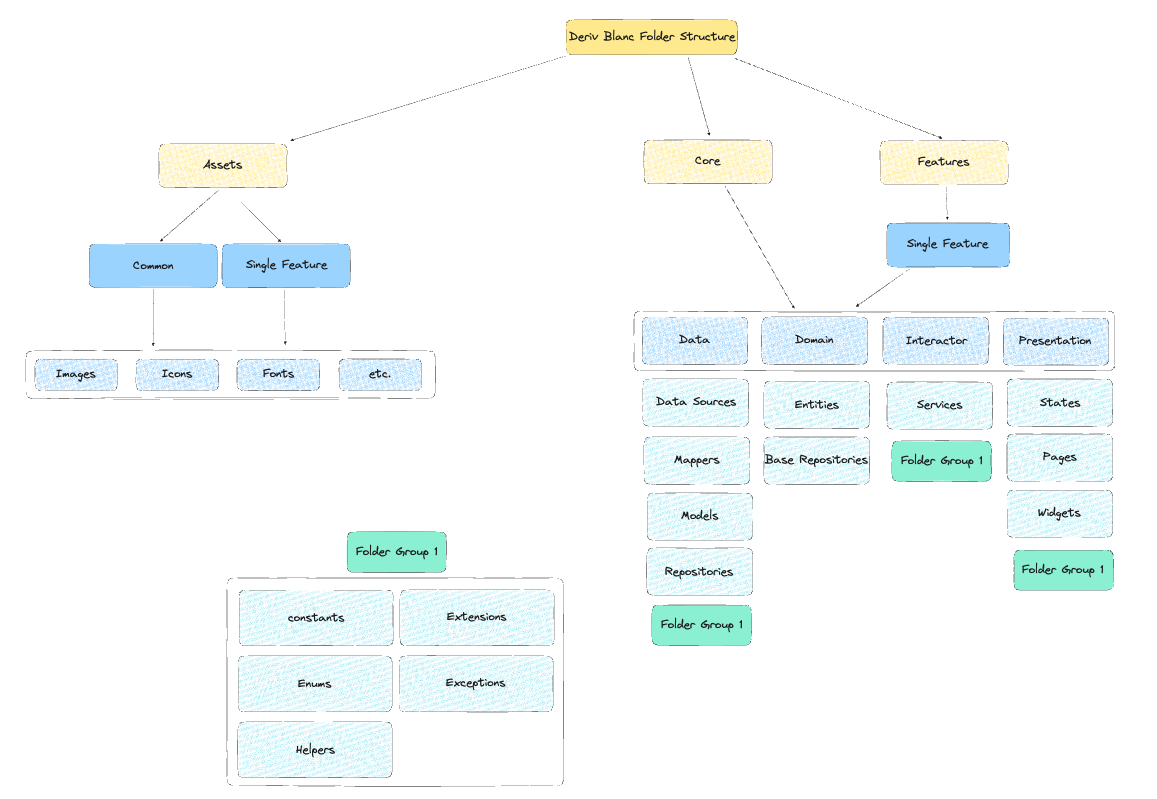 Deriv Blanc Folder Structure
Assets
Core
Features
Common
Single Feature
Single Feature
Images
Icons
Fonts
etc.
Data
Domain
Interactor
Presentation
Data Sources
Entities
Services
States
Mappers
Base Repositories
Folder Group 1
Pages
Models
Widgets
Repositories
Folder Group 1
Folder Group 1
Folder Group 1
constants
Extensions
Enums
Exceptions
Helpers